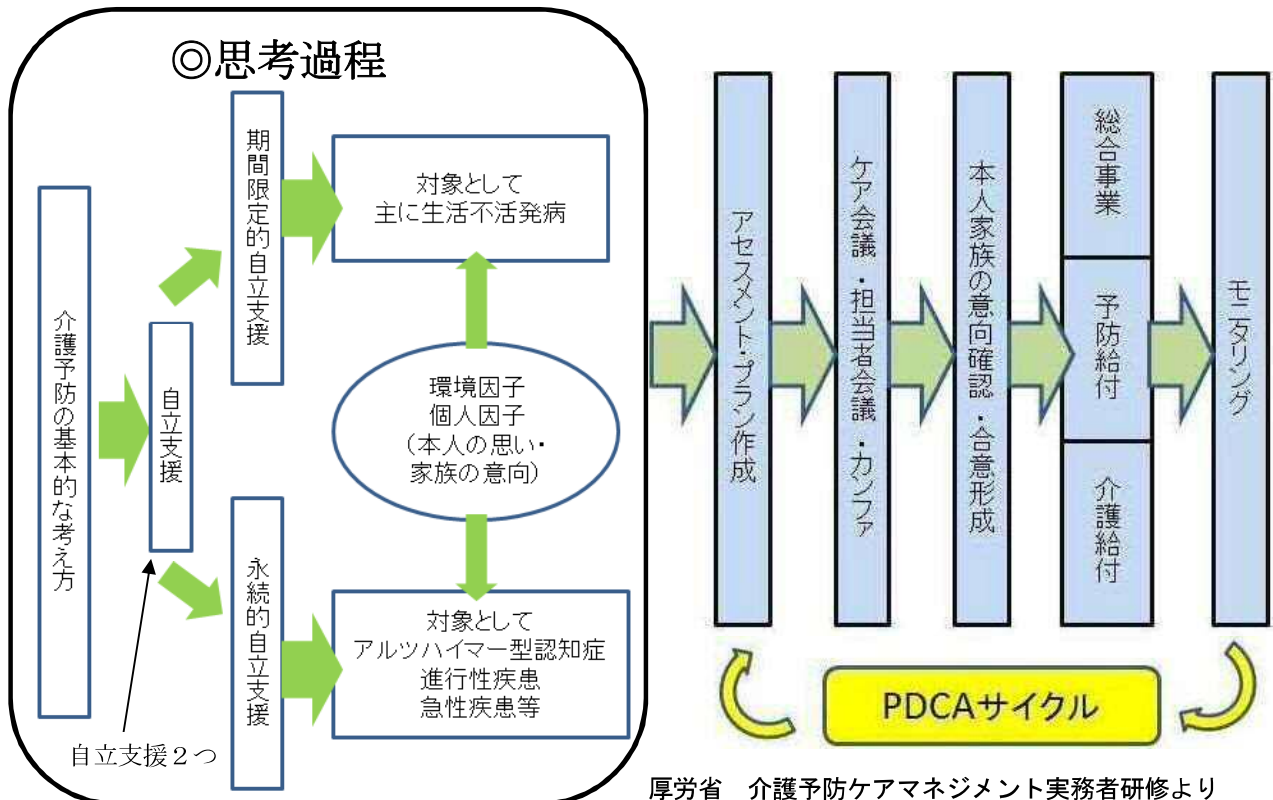 ◎思考過程
介護予防の基本的な考え方
自立支援
自立支援２つ
期間限定的自立支援
対象として
主に生活不活発病
環境因子
個人因子
（本人の思い・
家族の意向）
永続的自立支援
対象として
アルツハイマー型認知症
進行性疾患
急性疾患等
アセスメント・プラン作成
ケア会議・担当者会議・カンファ
本人家族の意向確認・合意形成
総合事業
予防給付
介護給付
モニタリング
PDCAサイクル
厚労省　介護予防ケアマネジメント実務者研修より